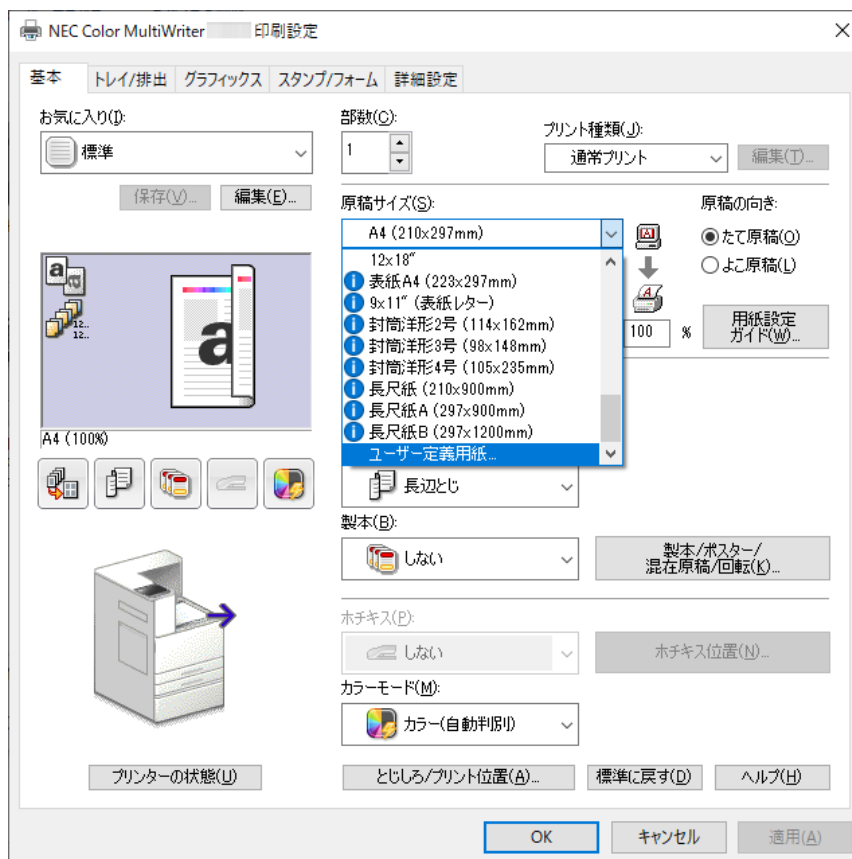 NEC Color MultiWriter 印刷設定
基本 トレイ/排出 グラフィックス スタンプ/フォーム 詳細設定
お気に入り(I):
標準
保存(V)...
編集(E)...
部数(C):
1
プリント種類(J):
通常プリント
編集(T)...
原稿サイズ(S):
A4 (210x297mm)
12x18"
表紙A4 (223x297mm)
9x11" (表紙レター)
封筒洋形2号 (114x162mm)
封筒洋形3号 (98x148mm)
封筒洋形4号 (105x235mm)
長尺紙 (210x900mm)
長尺紙A (297x900mm)
長尺紙B (297x1200mm)
ユーザー定義用紙...
原稿の向き:
たて原稿(O)
よこ原稿(L)
100 %
用紙設定
ガイド(W)...
A4 (100%)
長辺とじ
製本(B):
しない
製本/ポスター/
混在原稿/回転(K)...
ホチキス(P):
しない
ホチキス位置(N)...
カラーモード(M):
カラー(自動判別)
プリンターの状態(U)
とじしろ/プリント位置(A)...
標準に戻す(D)
ヘルプ(H)
OK
キャンセル
適用(A)